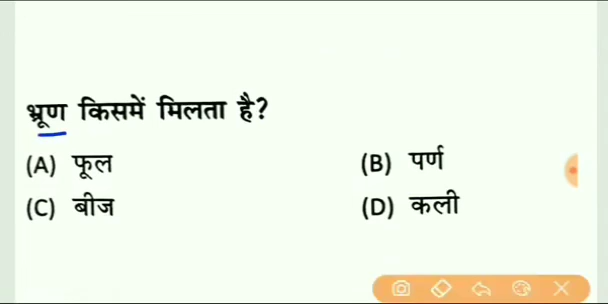 भ्रूण किसमें मिलता है?
(A) फूल (B) पर्ण
(C) बीज (D) कली